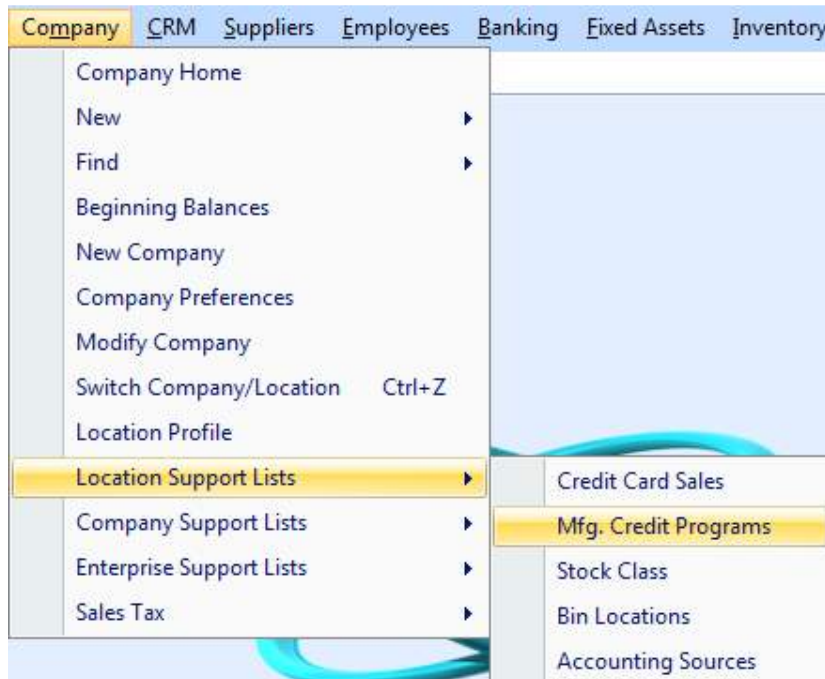 Company CRM Suppliers Employees Banking Fixed Assets Inventory
Company Home
New
Find
Beginning Balances
New Company
Company Preferences
Modify Company
Switch Company/Location Ctrl+Z
Location Profile
Location Support Lists
Credit Card Sales
Company Support Lists
Mfg. Credit Programs
Enterprise Support Lists
Stock Class
Sales Tax
Bin Locations
Accounting Sources